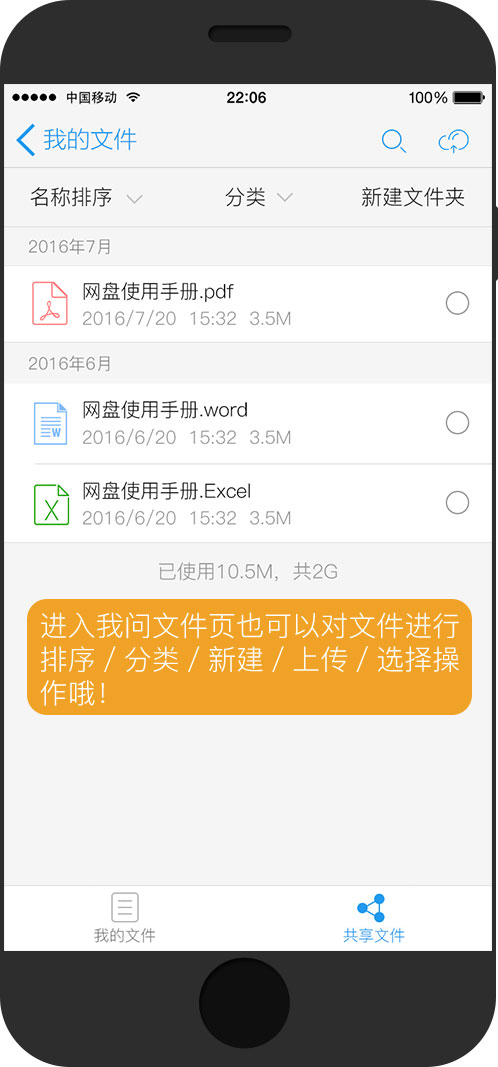 中国移动 22:06 100%
我的文件
名称排序 分类 新建文件夹
2016年7月
网盘使用手册.pdf
2016/7/20 15:32 3.5M
2016年6月
网盘使用手册.word
2016/6/20 15:32 3.5M
W
网盘使用手册.Excel
2016/6/20 15:32 3.5M
X
已使用10.5M，共2G
进入我问文件页也可以对文件进行
排序 / 分类 / 新建 / 上传 / 选择操
作哦！
我的文件 共享文件